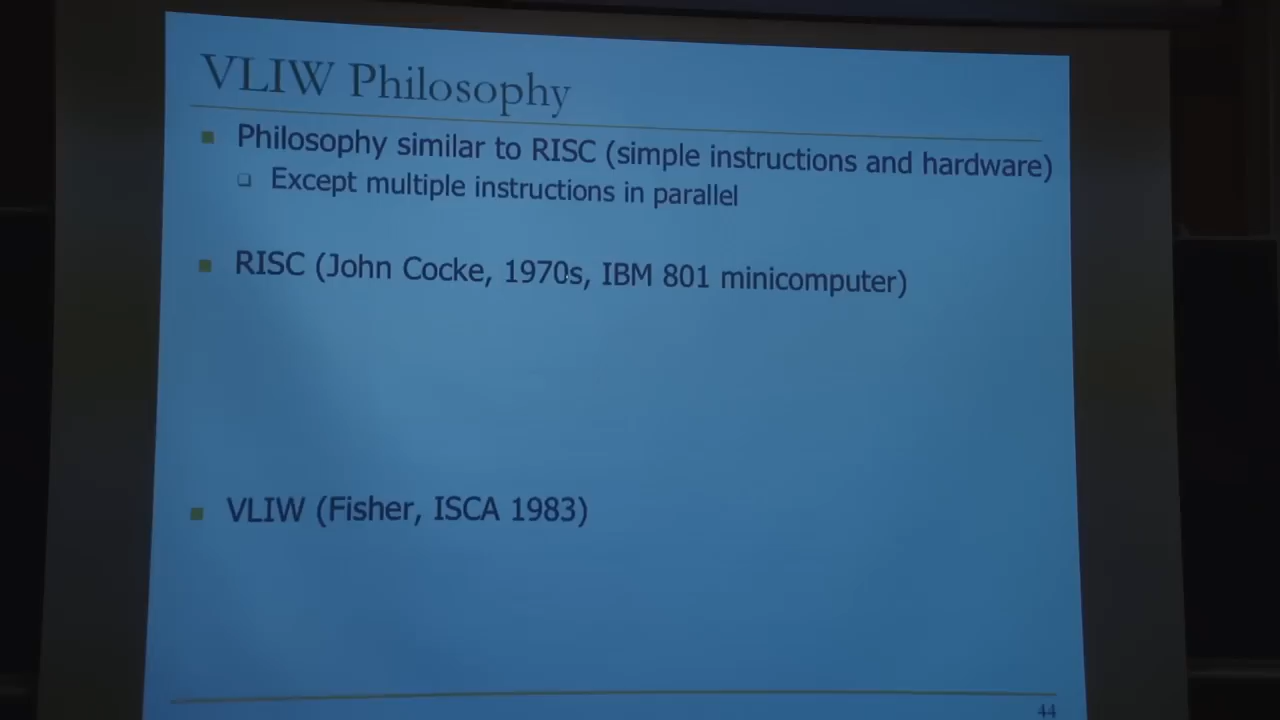 VLIW Philosophy
Philosophy similar to RISC (simple instructions and hardware)
Except multiple instructions in parallel
RISC (John Cocke, 1970s, IBM 801 minicomputer)
VLIW (Fisher, ISCA 1983)
44